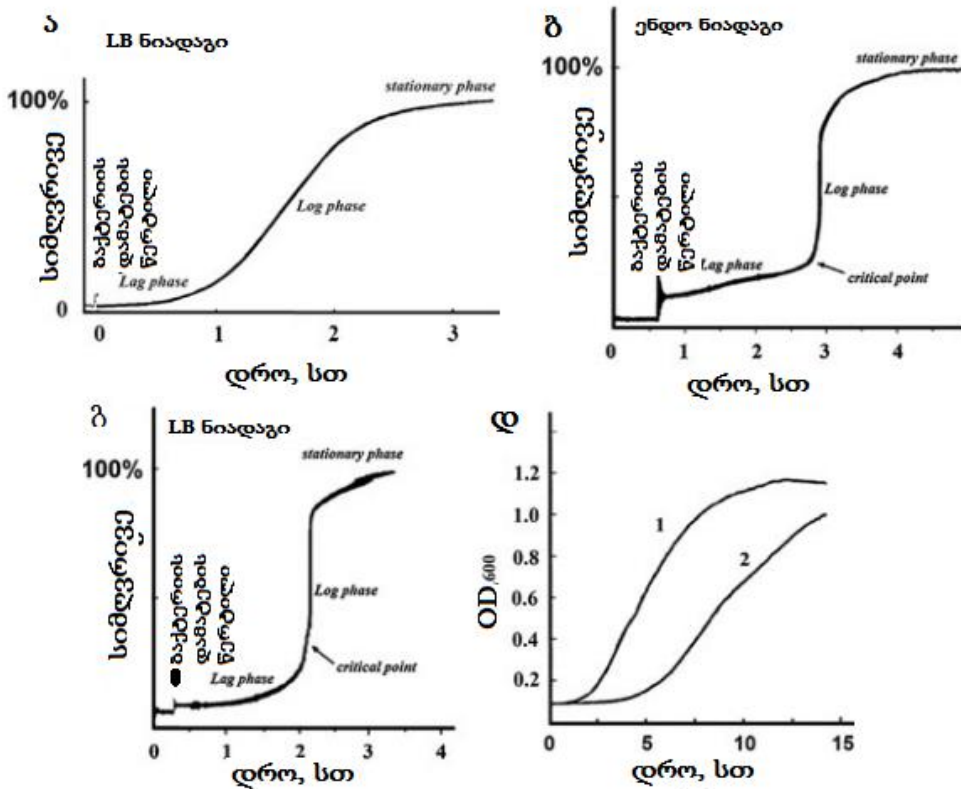 ა
LB ნიადაგი
100%
0
სიმღვრივე
ბაქტერიის
დამატების
წერტილი
Lag phase
Log phase
stationary phase
0 1 2 3
დრო, სთ
ბ
ენდო ნიადაგი
100%
სიმღვრივე
ბაქტერიის
დამატების
წერტილი
Lag phase
Log phase
critical point
stationary phase
0 1 2 3 4
დრო, სთ
გ
LB ნიადაგი
100%
სიმღვრივე
ბაქტერიის
დამატების
წერტილი
Lag phase
Log phase
critical point
stationary phase
0 1 2 3 4
დრო, სთ
დ
1.2
1.0
0.8
0.6
0.4
0.2
OD,600
1
2
0 5 10 15
დრო, სთ